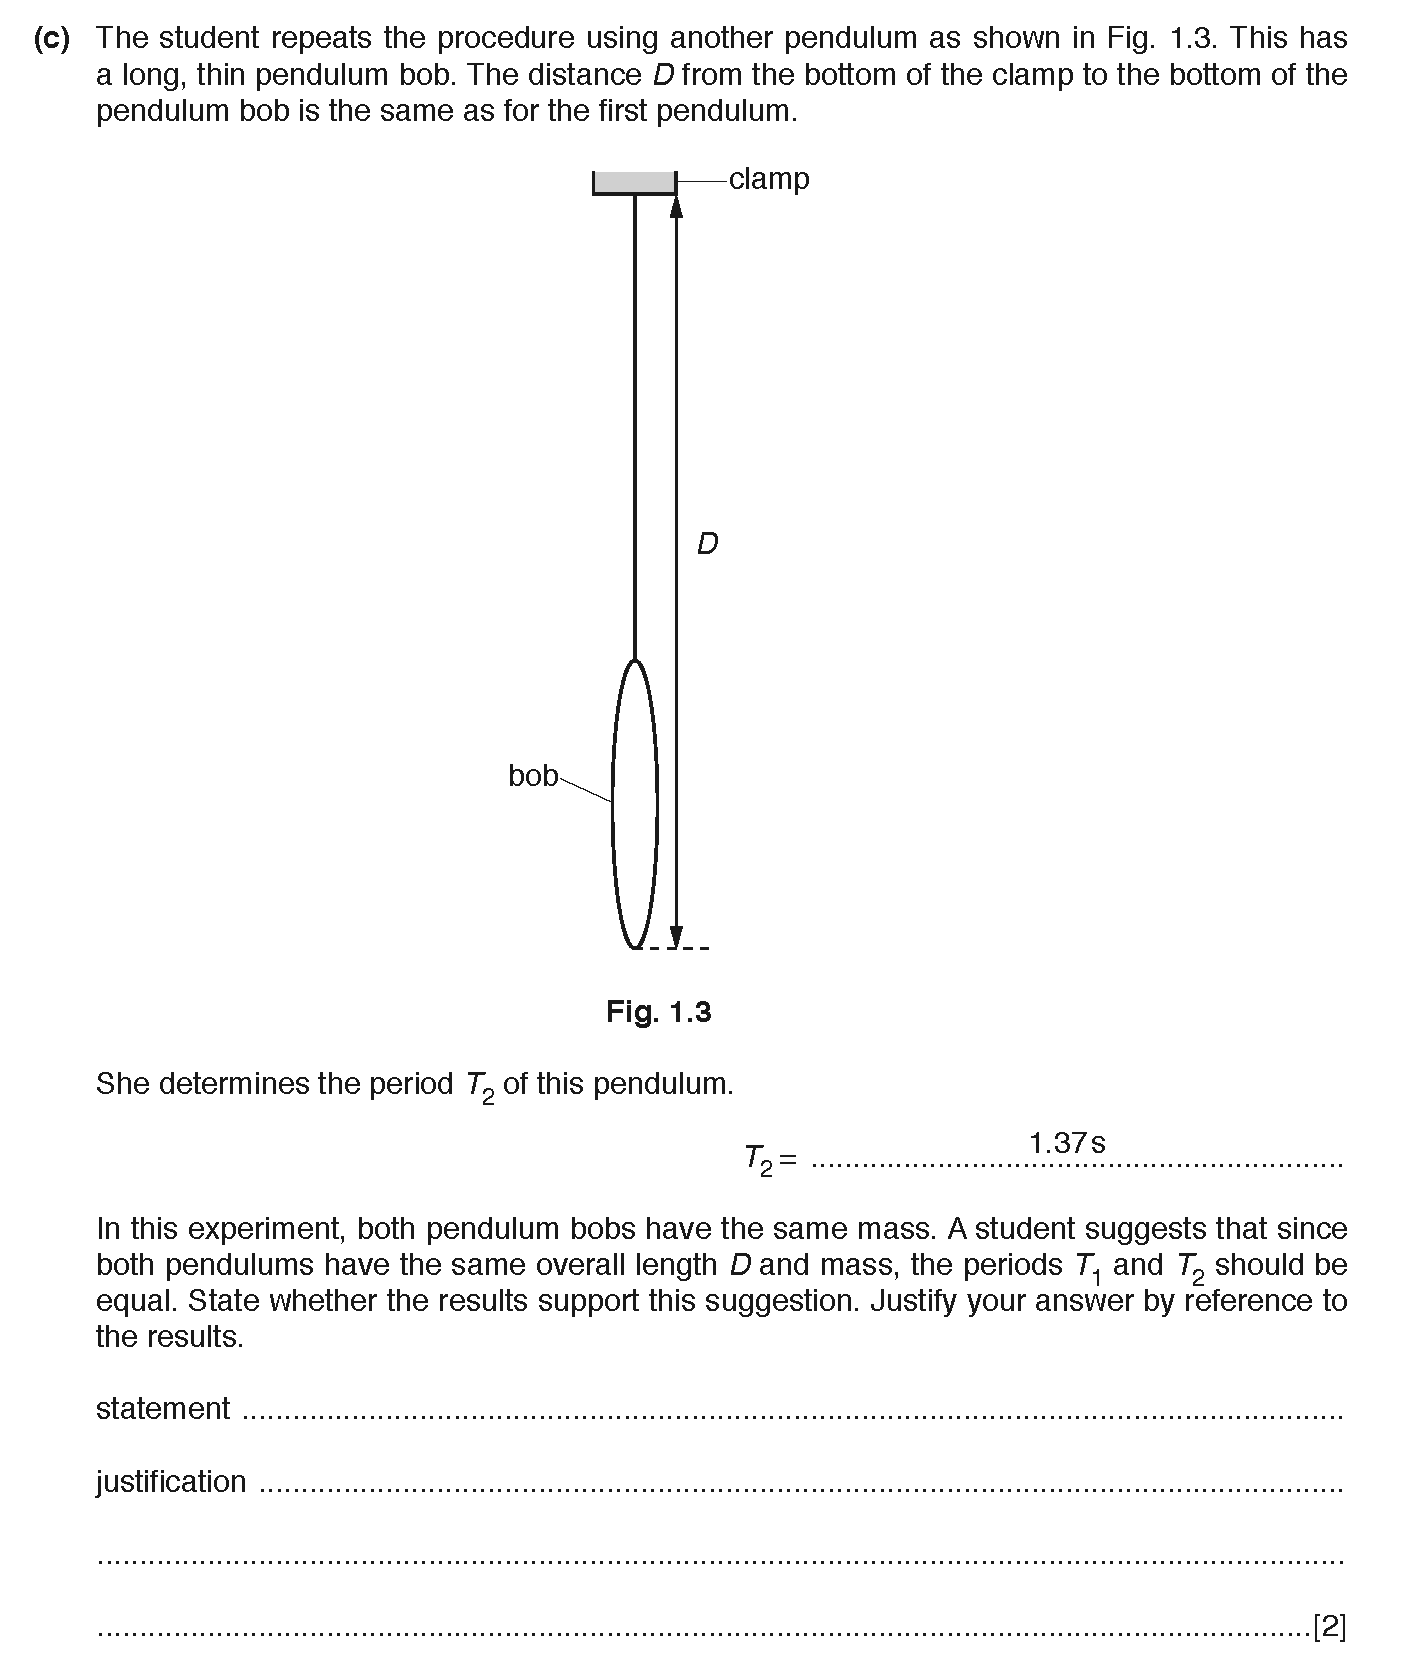 (c) The student repeats the procedure using another pendulum as shown in Fig. 1.3. This has
a long, thin pendulum bob. The distance D from the bottom of the clamp to the bottom of the
pendulum bob is the same as for the first pendulum.
clamp
D
bob
Fig. 1.3
She determines the period T2 of this pendulum.
T2 = ........ 1.37 s ........
In this experiment, both pendulum bobs have the same mass. A student suggests that since
both pendulums have the same overall length D and mass, the periods T1 and T2 should be
equal. State whether the results support this suggestion. Justify your answer by reference to
the results.
statement ........
justification ........
........
........[2]